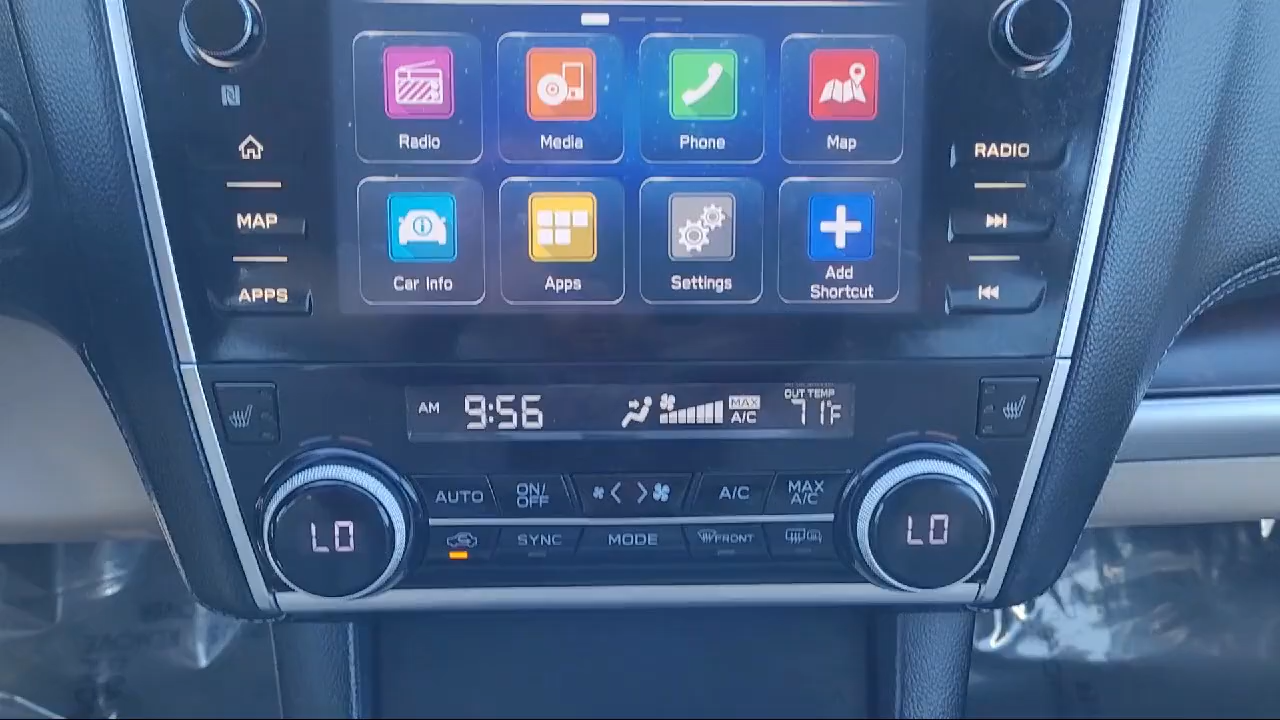 Radio
Media
Phone
Map
RADIO
MAP
Car Info
Apps
Settings
Add
Shortcut
APPS
AM 9:56
MAX
A/C
OUT TEMP
71°F
AUTO
ON/
OFF
A/C
MAX
A/C
LO
LO
SYNC
MODE
FRONT